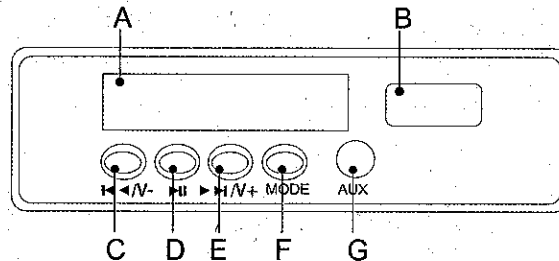 A B
I◄◄/V- ►II ►►I/V+ MODE AUX
C D E F G